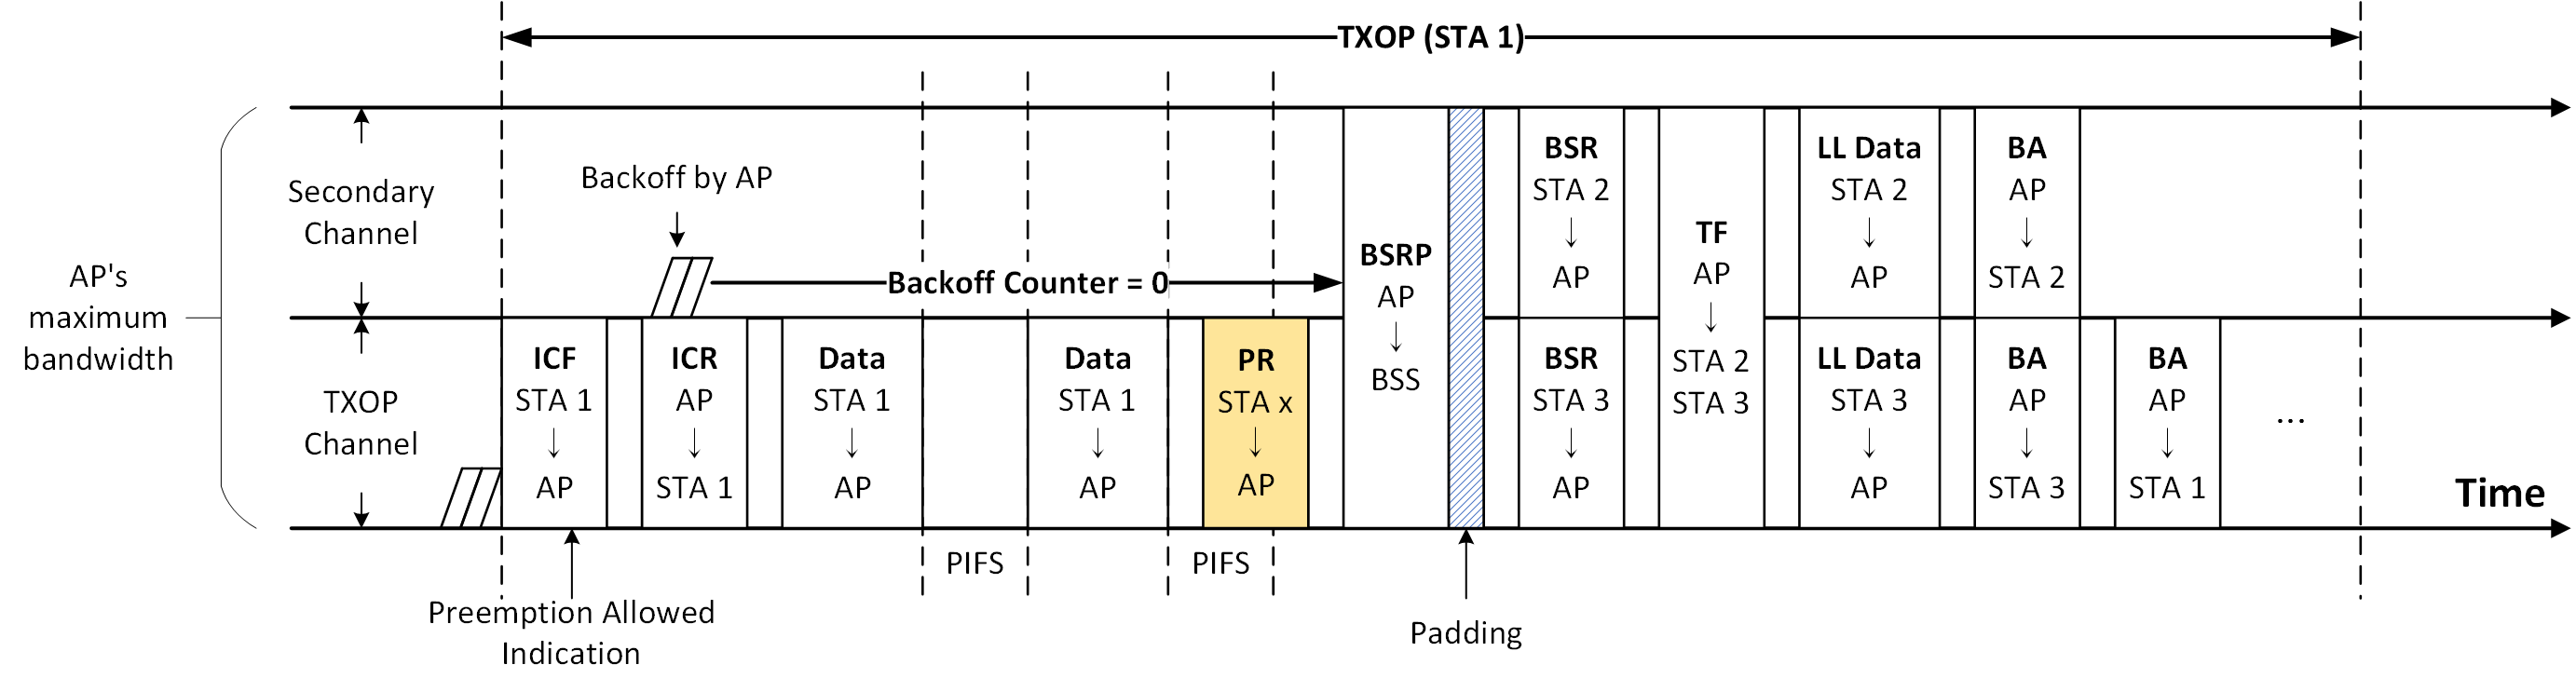 TXOP (STA 1)
AP's
maximum
bandwidth
Secondary
Channel
TXOP
Channel
Backoff by AP
Backoff Counter = 0
ICF
STA 1
↓
AP
ICR
AP
↓
STA 1
Data
STA 1
↓
AP
Data
STA 1
↓
AP
PR
STA x
↓
AP
BSRP
AP
↓
BSS
BSR
STA 2
↓
AP
BSR
STA 3
↓
AP
TF
AP
↓
STA 2
STA 3
LL Data
STA 2
↓
AP
LL Data
STA 3
↓
AP
BA
AP
↓
STA 2
BA
AP
↓
STA 3
BA
AP
↓
STA 1
...
Time
PIFS
PIFS
Preemption Allowed
Indication
Padding